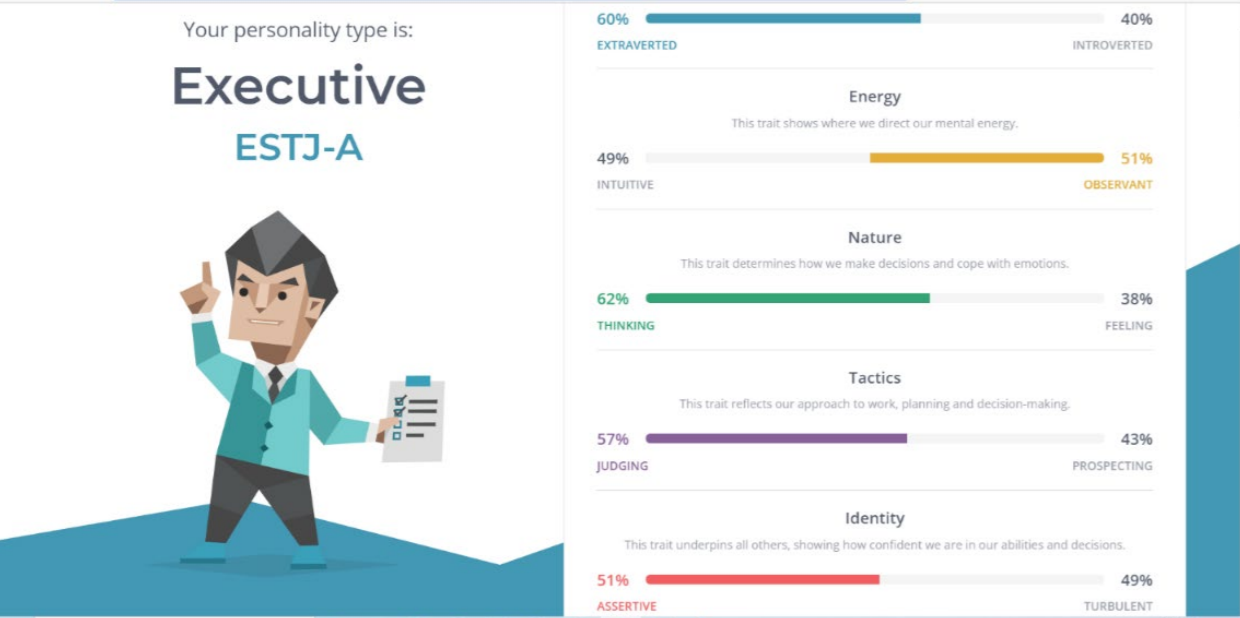 Your personality type is:
Executive
ESTJ-A
60%
40%
EXTRAVERTED
INTROVERTED
Energy
This trait shows where we direct our mental energy.
49%
51%
INTUITIVE
OBSERVANT
Nature
This trait determines how we make decisions and cope with emotions.
62%
38%
THINKING
FEELING
Tactics
This trait reflects our approach to work, planning and decision-making.
57%
43%
JUDGING
PROSPECTING
Identity
This trait underpins all others, showing how confident we are in our abilities and decisions.
51%
49%
ASSERTIVE
TURBULENT